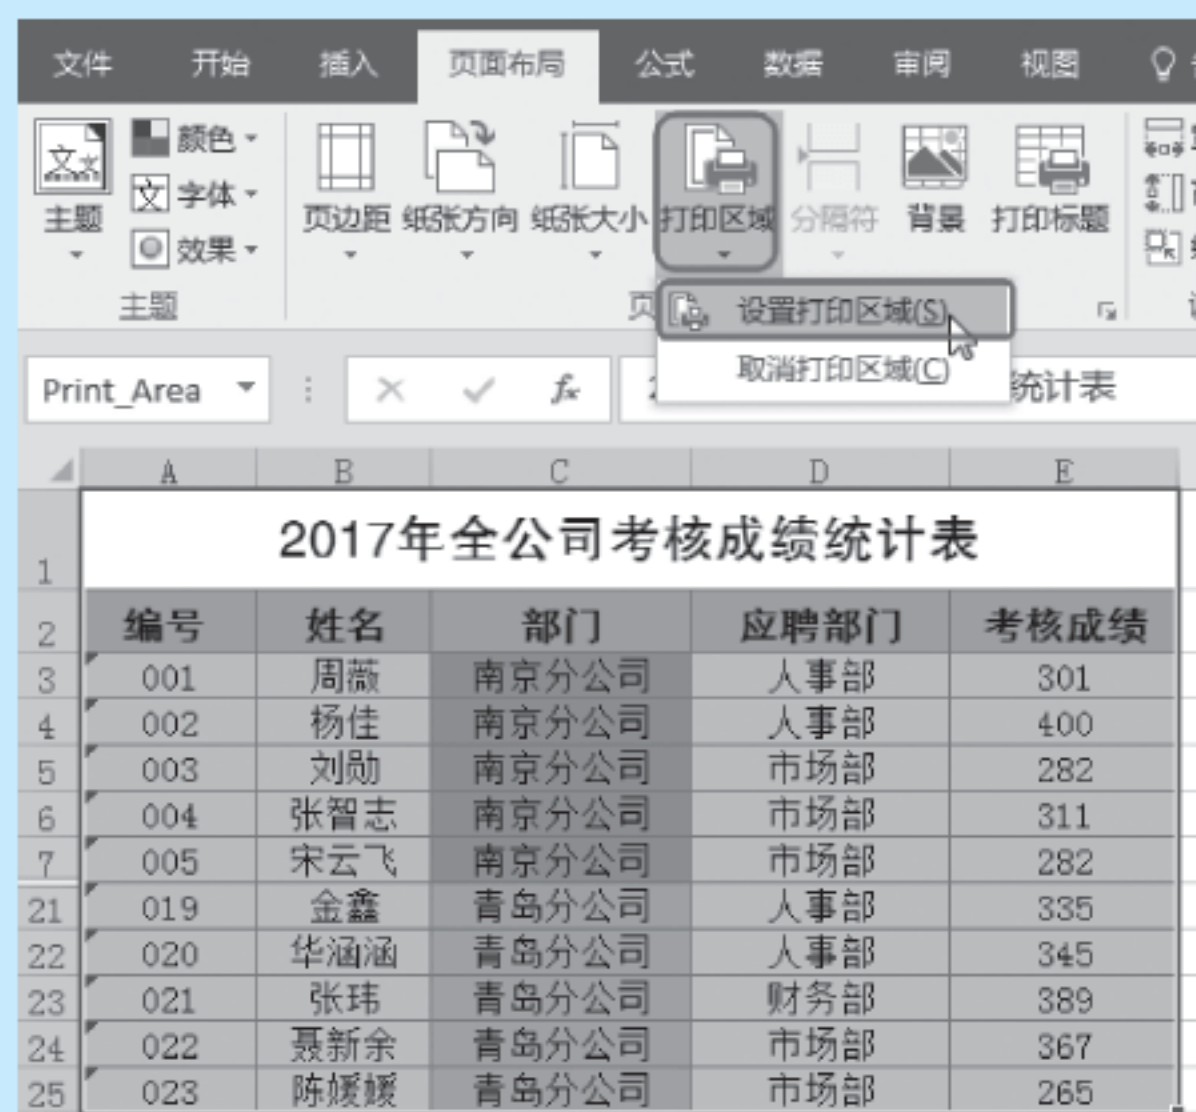 文件 开始 插入 页面布局 公式 数据 审阅 视图
颜色
字体
效果
主题 页边距 纸张方向 纸张大小 打印区域 分隔符 背景 打印标题
主题 页
设置打印区域(S)
取消打印区域(C)
Print_Area fx 统计表
A B C D E
1 2017年全公司考核成绩统计表
2 编号 姓名 部门 应聘部门 考核成绩
3 001 周薇 南京分公司 人事部 301
4 002 杨佳 南京分公司 人事部 400
5 003 刘勋 南京分公司 市场部 282
6 004 张智志 南京分公司 市场部 311
7 005 宋云飞 南京分公司 市场部 282
21 019 金鑫 青岛分公司 人事部 335
22 020 华涵涵 青岛分公司 人事部 345
23 021 张玮 青岛分公司 财务部 389
24 022 聂新余 青岛分公司 市场部 367
25 023 陈媛媛 青岛分公司 市场部 265